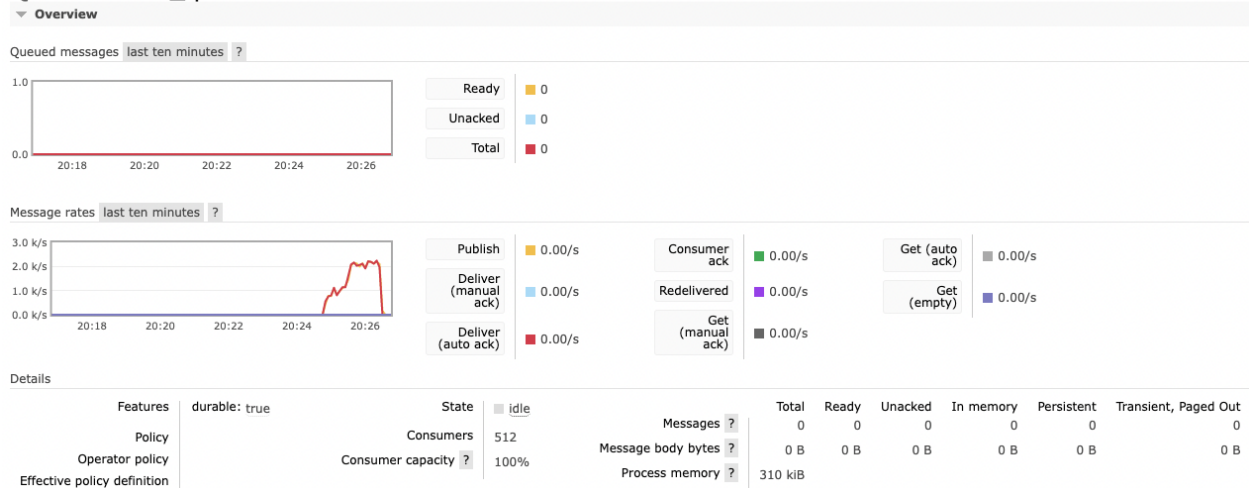 Overview
Queued messages last ten minutes ?
1.0
0.0
20:18 20:20 20:22 20:24 20:26
Ready 0
Unacked 0
Total 0
Message rates last ten minutes ?
3.0 k/s
2.0 k/s
1.0 k/s
0.0 k/s
20:18 20:20 20:22 20:24 20:26
Publish 0.00/s
Deliver
(manual 0.00/s
ack)
Deliver
(auto ack) 0.00/s
Consumer
ack 0.00/s
Redelivered 0.00/s
Get
(manual 0.00/s
ack)
Get (auto
ack) 0.00/s
Get
(empty) 0.00/s
Details
Features durable: true
Policy
Operator policy
Effective policy definition
State idle
Consumers 512
Consumer capacity ? 100%
Total Ready Unacked In memory Persistent Transient, Paged Out
Messages ? 0 0 0 0 0 0
Message body bytes ? 0 B 0 B 0 B 0 B 0 B 0 B
Process memory ? 310 kiB